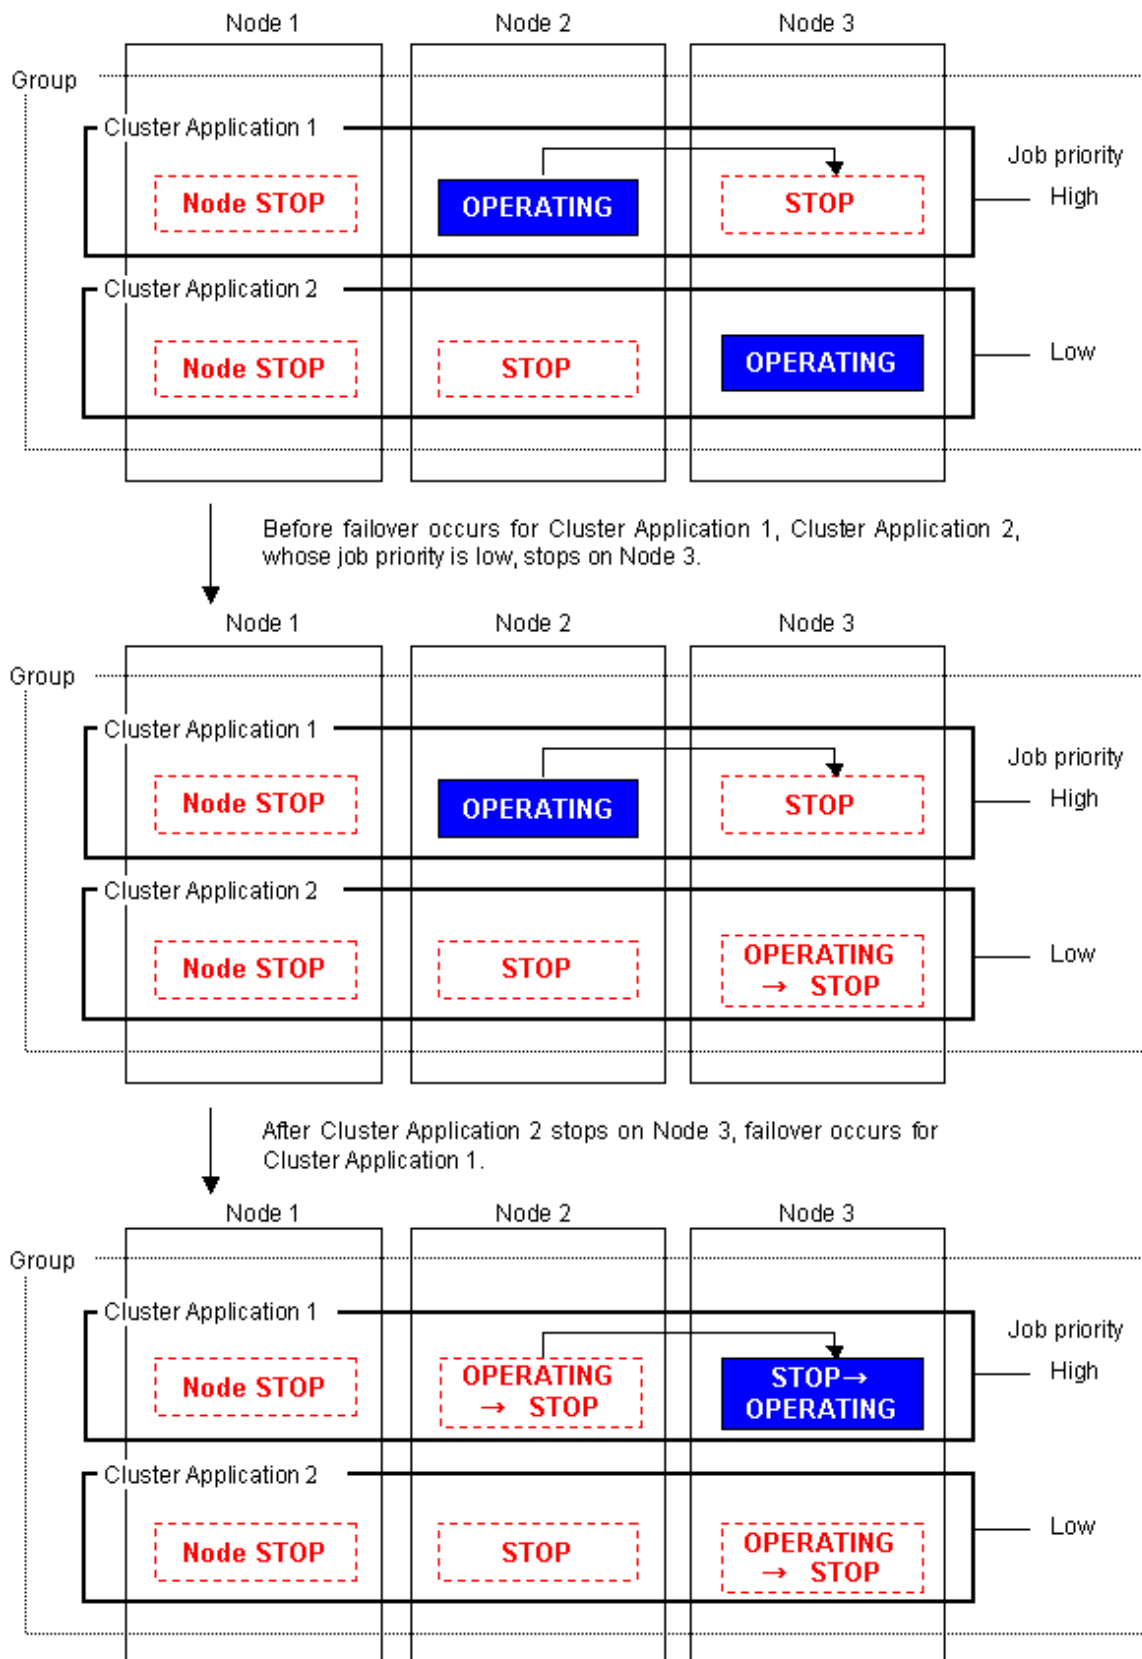 Node 1 Node 2 Node 3
Group
Cluster Application 1
Job priority
Node STOP OPERATING STOP High
Cluster Application 2
Node STOP STOP OPERATING Low
Before failover occurs for Cluster Application 1, Cluster Application 2,
whose job priority is low, stops on Node 3.
Node 1 Node 2 Node 3
Group
Cluster Application 1
Job priority
Node STOP OPERATING STOP High
Cluster Application 2
Node STOP STOP OPERATING
→ STOP Low
After Cluster Application 2 stops on Node 3, failover occurs for
Cluster Application 1.
Node 1 Node 2 Node 3
Group
Cluster Application 1
Job priority
Node STOP OPERATING
→ STOP STOP→
OPERATING High
Cluster Application 2
Node STOP STOP OPERATING
→ STOP Low